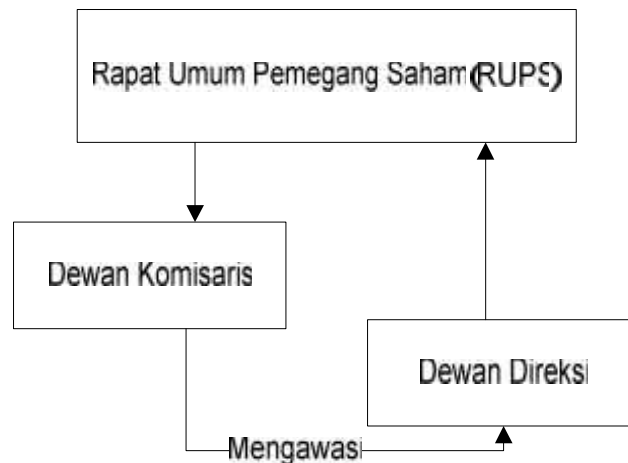 Rapat Umum Pemegang Saham (RUPS)
Dewan Komisaris
Dewan Direksi
Mengawasi